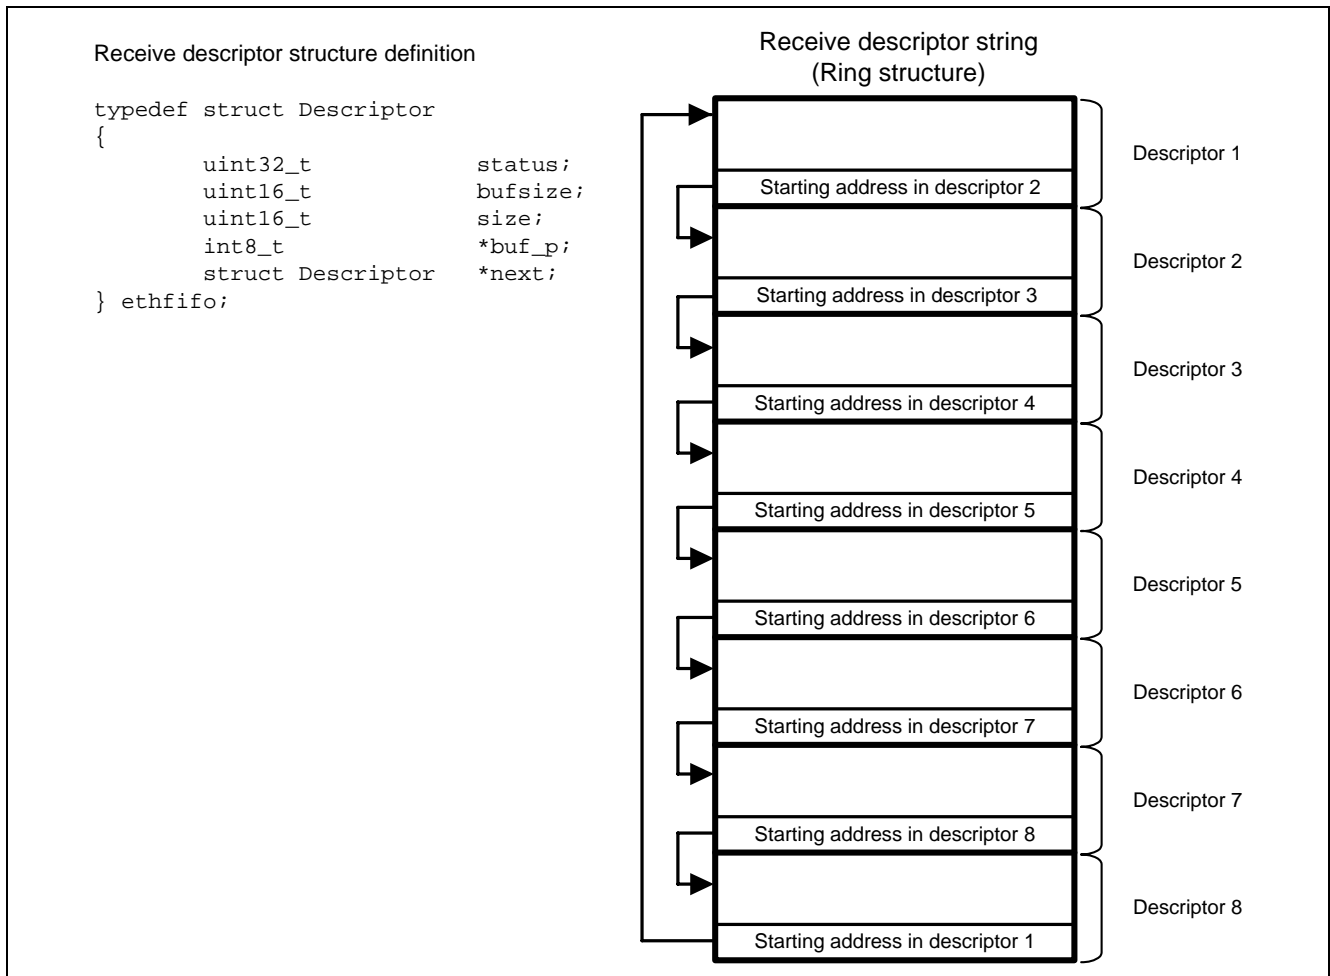 Receive descriptor structure definition
typedef struct Descriptor
{
uint32_t status;
uint16_t bufsize;
uint16_t size;
int8_t *buf_p;
struct Descriptor *next;
} ethfifo;
Receive descriptor string
(Ring structure)
Descriptor 1
Starting address in descriptor 2
Descriptor 2
Starting address in descriptor 3
Descriptor 3
Starting address in descriptor 4
Descriptor 4
Starting address in descriptor 5
Descriptor 5
Starting address in descriptor 6
Descriptor 6
Starting address in descriptor 7
Descriptor 7
Starting address in descriptor 8
Descriptor 8
Starting address in descriptor 1